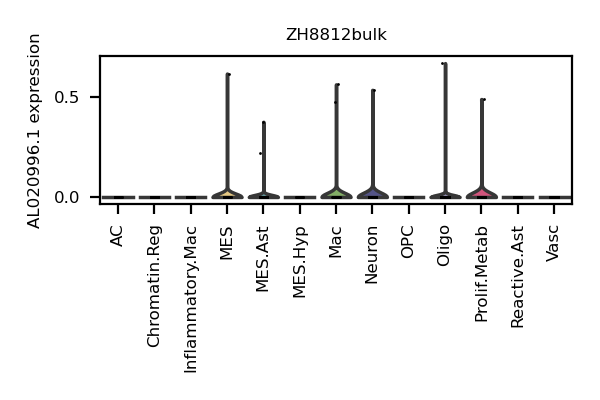 ZH8812bulk
AL020996.1 expression
0.5
0.0
AC
Chromatin.Reg
Inflammatory.Mac
MES
MES.Ast
MES.Hyp
Mac
Neuron
OPC
Oligo
Prolif.Metab
Reactive.Ast
Vasc